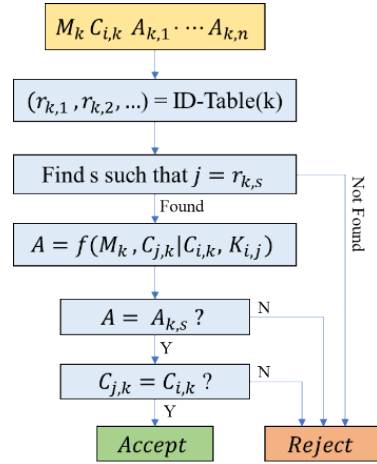 M_k C_{i,k} A_{k,1} · ⋯ A_{k,n}
(r_{k,1} , r_{k,2} , …) = ID-Table(k)
Find s such that j = r_{k,s}
Found
Not Found
A = f(M_k , C_{j,k}|C_{i,k}, K_{i,j})
A = A_{k,s} ?
N
Y
C_{j,k} = C_{i,k} ?
N
Y
Accept
Reject